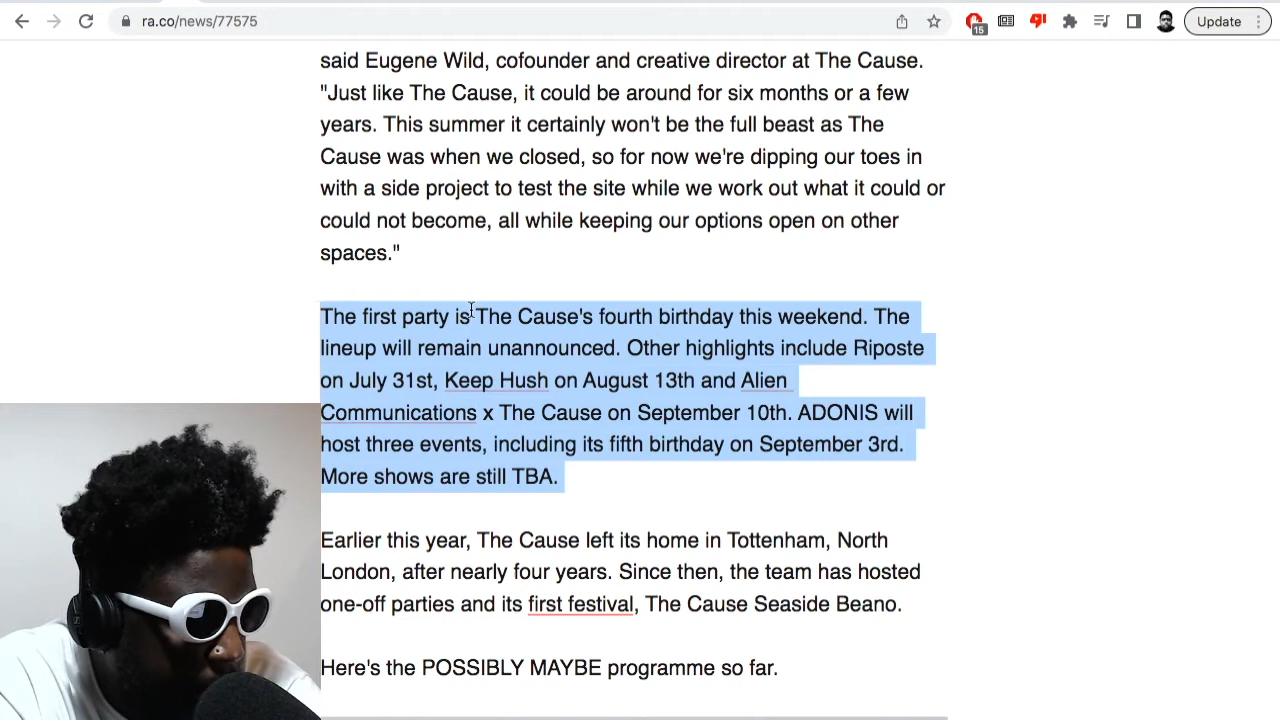 ra.co/news/77575
15
Update
said Eugene Wild, cofounder and creative director at The Cause.
"Just like The Cause, it could be around for six months or a few
years. This summer it certainly won't be the full beast as The
Cause was when we closed, so for now we're dipping our toes in
with a side project to test the site while we work out what it could or
could not become, all while keeping our options open on other
spaces."
The first party is The Cause's fourth birthday this weekend. The
lineup will remain unannounced. Other highlights include Riposte
on July 31st, Keep Hush on August 13th and Alien
Communications x The Cause on September 10th. ADONIS will
host three events, including its fifth birthday on September 3rd.
More shows are still TBA.
Earlier this year, The Cause left its home in Tottenham, North
London, after nearly four years. Since then, the team has hosted
one-off parties and its first festival, The Cause Seaside Beano.
Here's the POSSIBLY MAYBE programme so far.